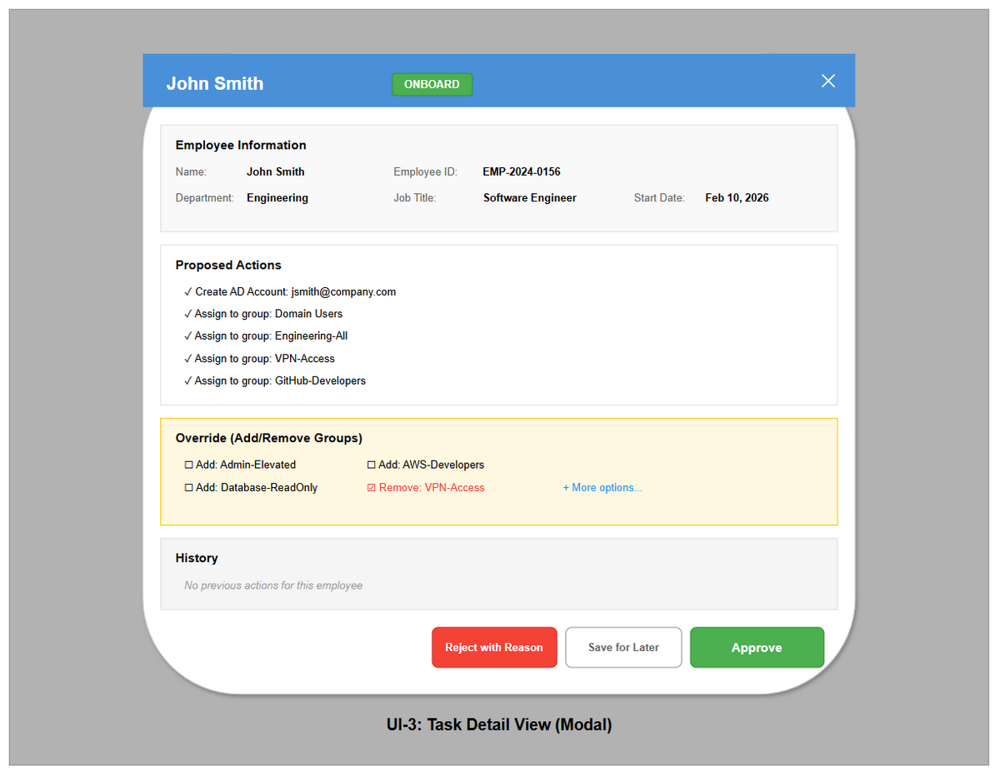 John Smith
ONBOARD
Employee Information
Name: John Smith Employee ID: EMP-2024-0156
Department: Engineering Job Title: Software Engineer Start Date: Feb 10, 2026
Proposed Actions
✓ Create AD Account: jsmith@company.com
✓ Assign to group: Domain Users
✓ Assign to group: Engineering-All
✓ Assign to group: VPN-Access
✓ Assign to group: GitHub-Developers
Override (Add/Remove Groups)
☐ Add: Admin-Elevated ☐ Add: AWS-Developers
☐ Add: Database-ReadOnly ☑ Remove: VPN-Access + More options...
History
No previous actions for this employee
Reject with Reason Save for Later Approve
UI-3: Task Detail View (Modal)